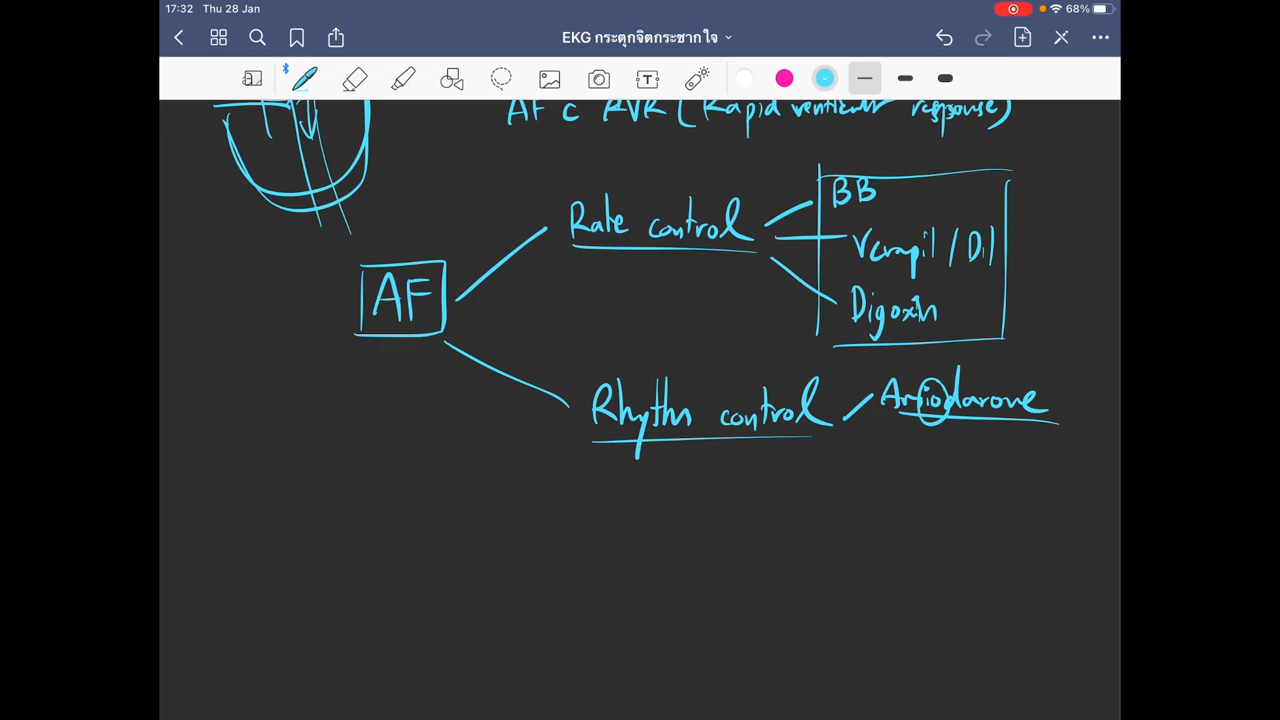 17:32 Thu 28 Jan
68%
EKG กระตุกจิตกระชากใจ
AF c RVR (Rapid ventricular response)
BB
Rate control
Verapil / Dil
AF
Digoxin
Rhythm control
Amiodarone